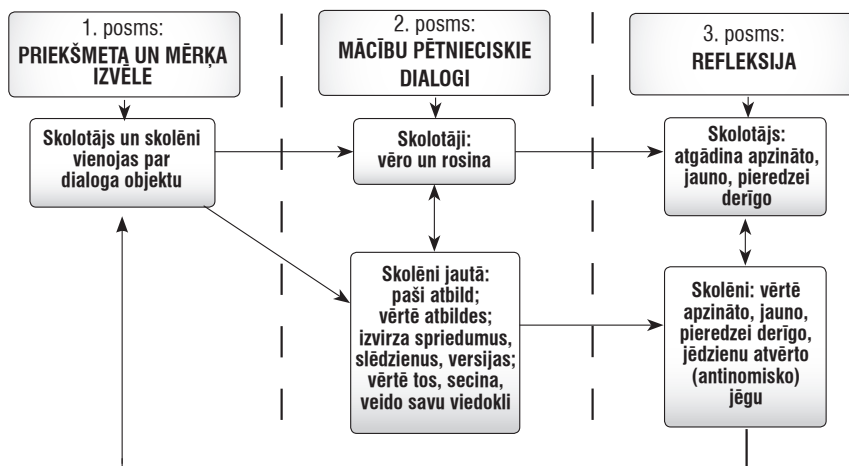 1. posms:
PRIEKŠMETA UN MĒRĶA
IZVĒLE
Skolotājs un skolēni
vienojas par
dialoga objektu
2. posms:
MĀCĪBU PĒTNIECISKIE
DIALOGI
Skolotāji:
vēro un rosina
Skolēni jautā:
paši atbild;
vērtē atbildes;
izvirza spriedumus,
slēdzienus, versijas;
vērtē tos, secina,
veido savu viedokli
3. posms:
REFLEKSIJA
Skolotājs:
atgādina apzināto,
jauno, pieredzei
derīgo
Skolēni: vērtē
apzināto, jauno,
pieredzei derīgo,
jēdzienu atvērto
(antinomisko)
jēgu